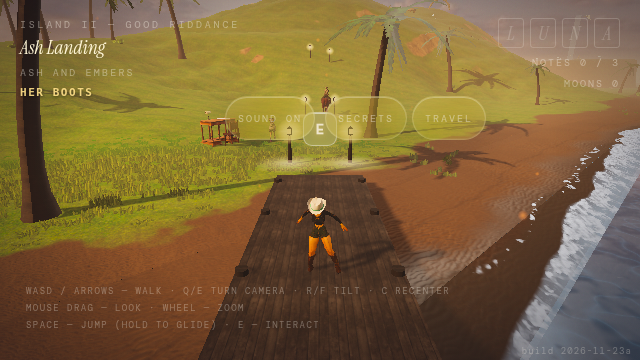 ISLAND II — GOOD RIDDANCE
Ash Landing
ASH AND EMBERS
HER BOOTS
L U N A
NOTES 0 / 3
MOONS 0
SOUND ON
E
SECRETS
TRAVEL
WASD / ARROWS — WALK · Q/E TURN CAMERA · R/F TILT · C RECENTER
MOUSE DRAG — LOOK · WHEEL — ZOOM
SPACE — JUMP (HOLD TO GLIDE) · E — INTERACT
build 2026-11-23a